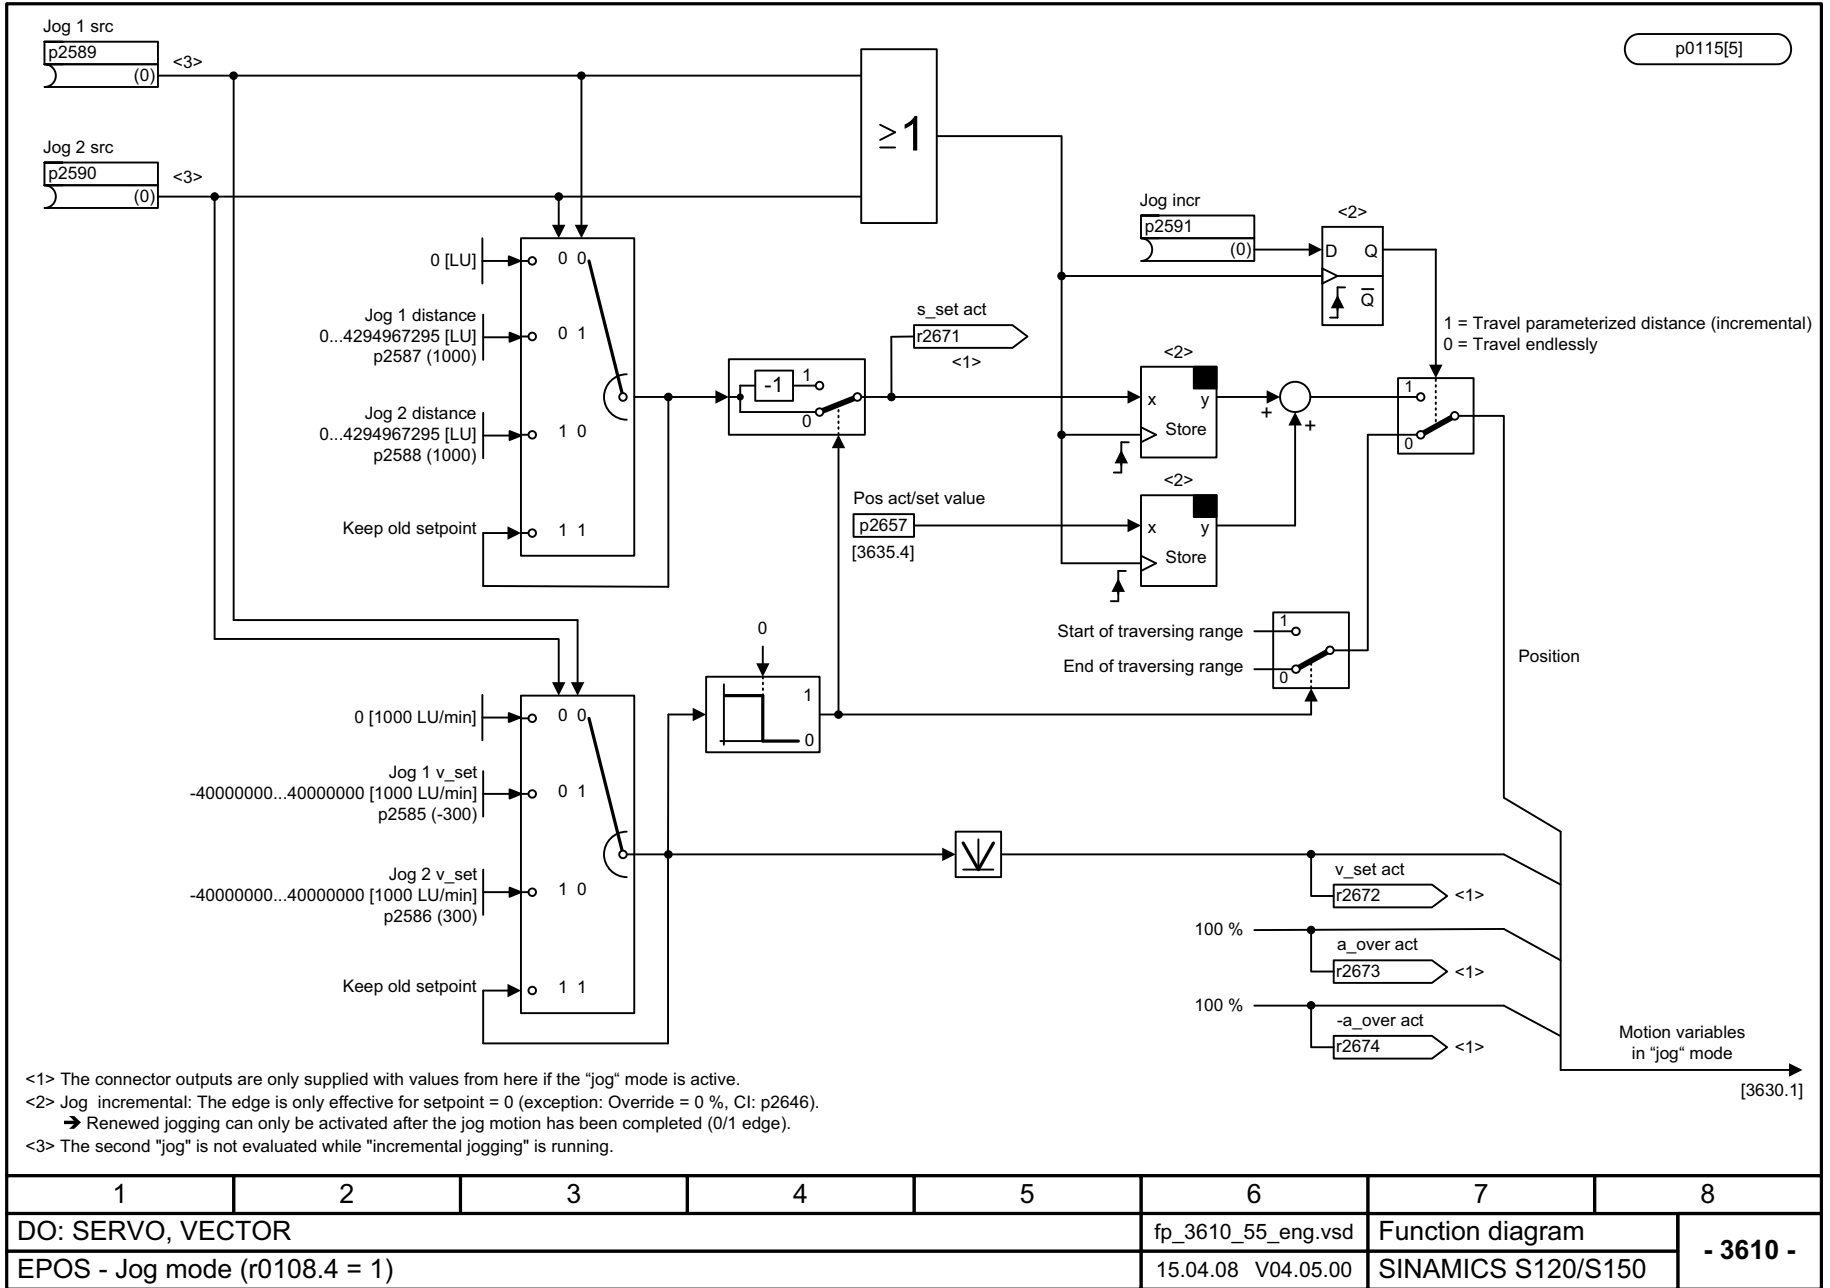 Jog 1 src
p2589
(0)
<3>
p0115[5]
≥1
Jog 2 src
p2590
(0)
<3>
Jog incr
p2591
(0)
<2>
D Q
Q̅
0 [LU]
0 0
Jog 1 distance
0...4294967295 [LU]
p2587 (1000)
0 1
Jog 2 distance
0...4294967295 [LU]
p2588 (1000)
1 0
Keep old setpoint
1 1
-1
1
0
s_set act
r2671
<1>
1 = Travel parameterized distance (incremental)
0 = Travel endlessly
<2>
x y
Store
+
+
1
0
Pos act/set value
p2657
[3635.4]
<2>
x y
Store
Start of traversing range
End of traversing range
1
0
Position
0
1
0
0 [1000 LU/min]
0 0
Jog 1 v_set
-40000000...40000000 [1000 LU/min]
p2585 (-300)
0 1
Jog 2 v_set
-40000000...40000000 [1000 LU/min]
p2586 (300)
1 0
Keep old setpoint
1 1
v_set act
r2672
<1>
100 %
a_over act
r2673
<1>
100 %
-a_over act
r2674
<1>
Motion variables
in “jog“ mode
[3630.1]
<1> The connector outputs are only supplied with values from here if the “jog“ mode is active.
<2> Jog incremental: The edge is only effective for setpoint = 0 (exception: Override = 0 %, CI: p2646).
➔ Renewed jogging can only be activated after the jog motion has been completed (0/1 edge).
<3> The second "jog" is not evaluated while "incremental jogging" is running.
1 2 3 4 5 6 7 8
DO: SERVO, VECTOR
fp_3610_55_eng.vsd
Function diagram
- 3610 -
EPOS - Jog mode (r0108.4 = 1)
15.04.08 V04.05.00
SINAMICS S120/S150